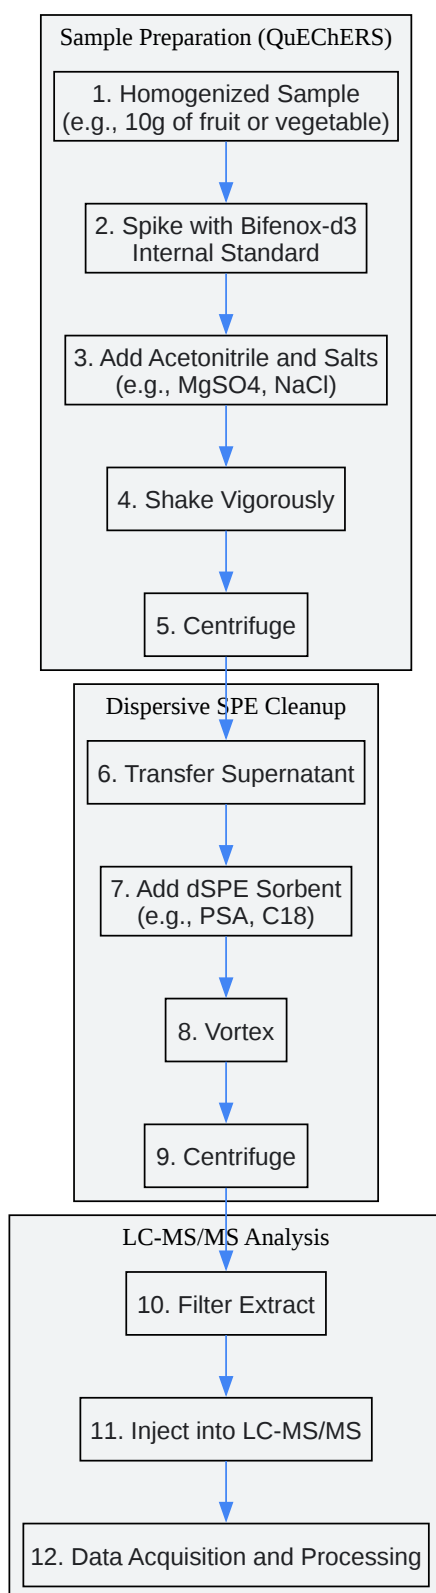 Sample Preparation (QuEChERS)
1. Homogenized Sample
(e.g., 10g of fruit or vegetable)
2. Spike with Bifenox-d3
Internal Standard
3. Add Acetonitrile and Salts
(e.g., MgSO4, NaCl)
4. Shake Vigorously
5. Centrifuge
Dispersive SPE Cleanup
6. Transfer Supernatant
7. Add dSPE Sorbent
(e.g., PSA, C18)
8. Vortex
9. Centrifuge
LC-MS/MS Analysis
10. Filter Extract
11. Inject into LC-MS/MS
12. Data Acquisition and Processing